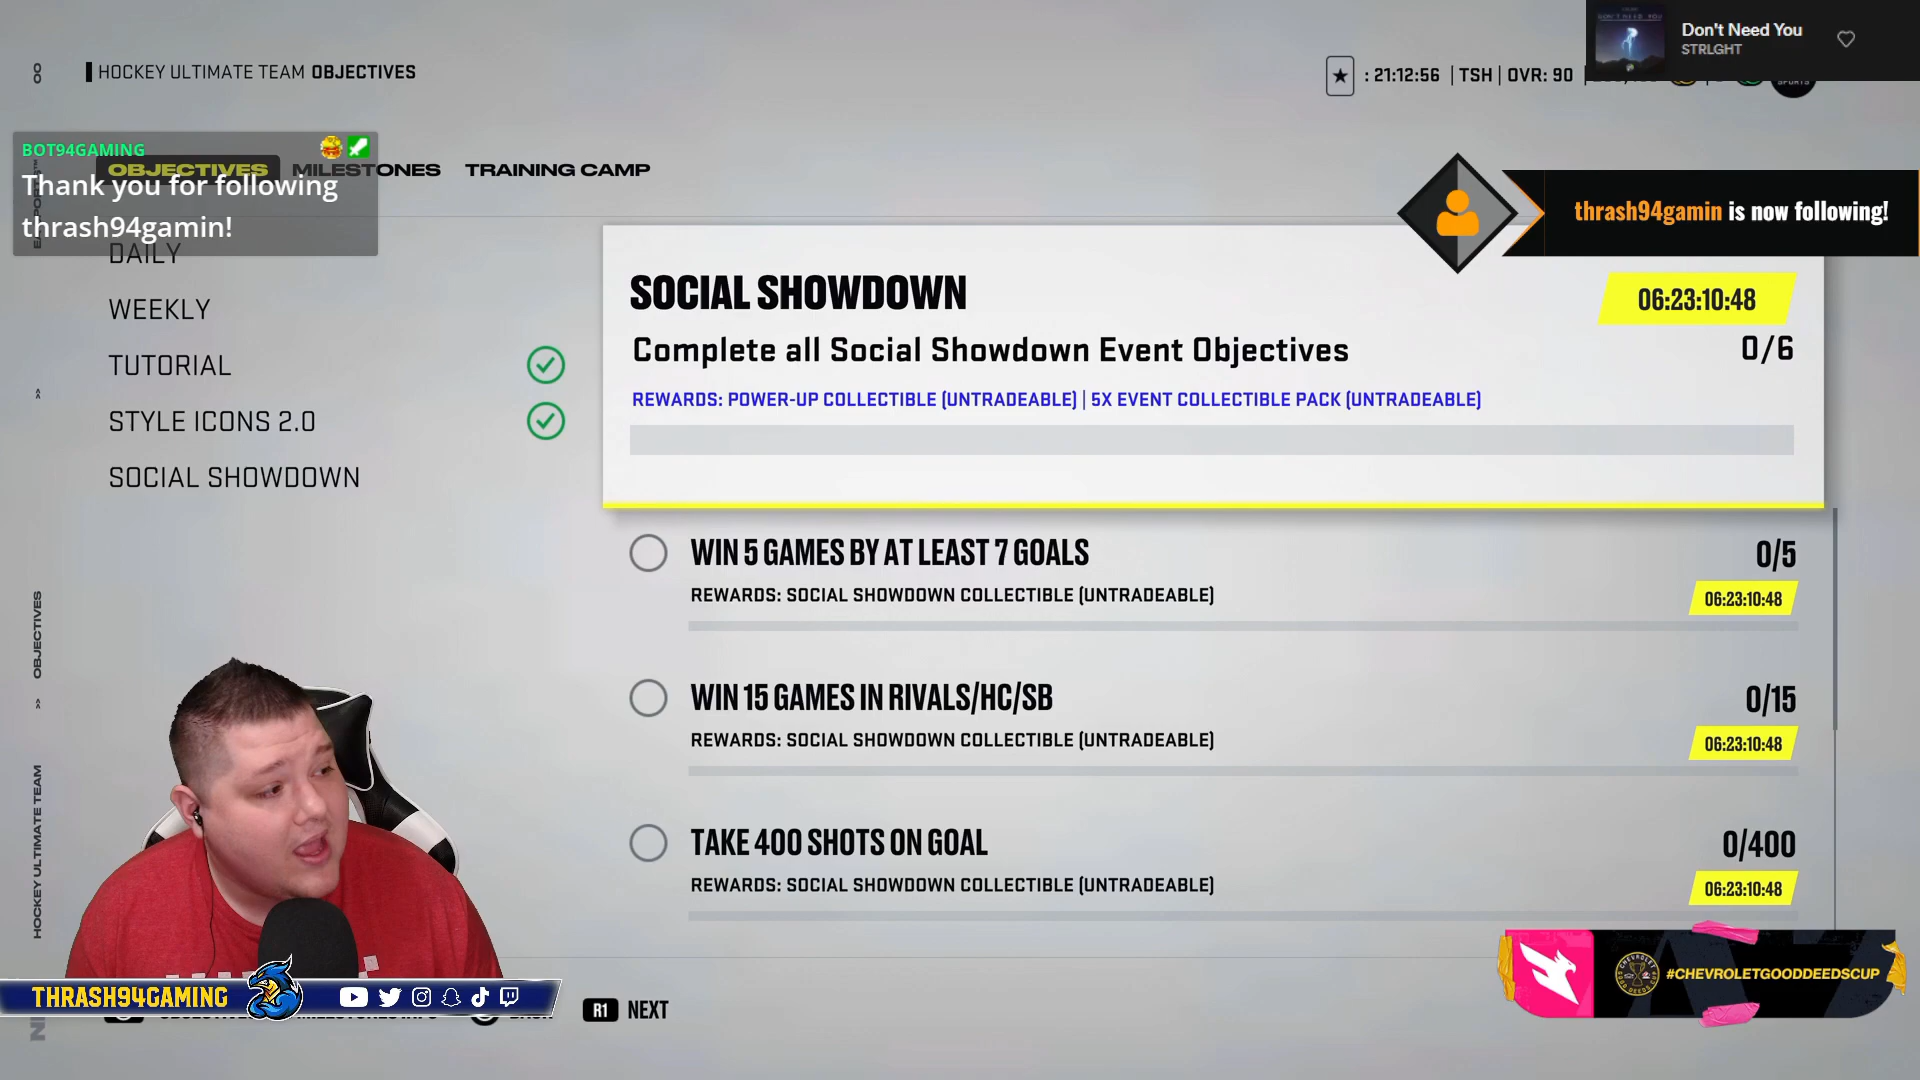 Don't Need You
STRLGHT
HOCKEY ULTIMATE TEAM OBJECTIVES
: 21:12:56 | TSH | OVR: 90
BOT94GAMING
Thank you for following
thrash94gamin!
OBJECTIVES
MILESTONES
TRAINING CAMP
thrash94gamin is now following!
DAILY
WEEKLY
TUTORIAL
STYLE ICONS 2.0
SOCIAL SHOWDOWN
SOCIAL SHOWDOWN
06:23:10:48
Complete all Social Showdown Event Objectives
0/6
REWARDS: POWER-UP COLLECTIBLE (UNTRADEABLE) | 5X EVENT COLLECTIBLE PACK (UNTRADEABLE)
WIN 5 GAMES BY AT LEAST 7 GOALS
0/5
REWARDS: SOCIAL SHOWDOWN COLLECTIBLE (UNTRADEABLE)
06:23:10:48
WIN 15 GAMES IN RIVALS/HC/SB
0/15
REWARDS: SOCIAL SHOWDOWN COLLECTIBLE (UNTRADEABLE)
06:23:10:48
TAKE 400 SHOTS ON GOAL
0/400
REWARDS: SOCIAL SHOWDOWN COLLECTIBLE (UNTRADEABLE)
06:23:10:48
OBJECTIVES
HOCKEY ULTIMATE TEAM
THRASH94GAMING
R1 NEXT
#CHEVROLETGOODDEEDSCUP